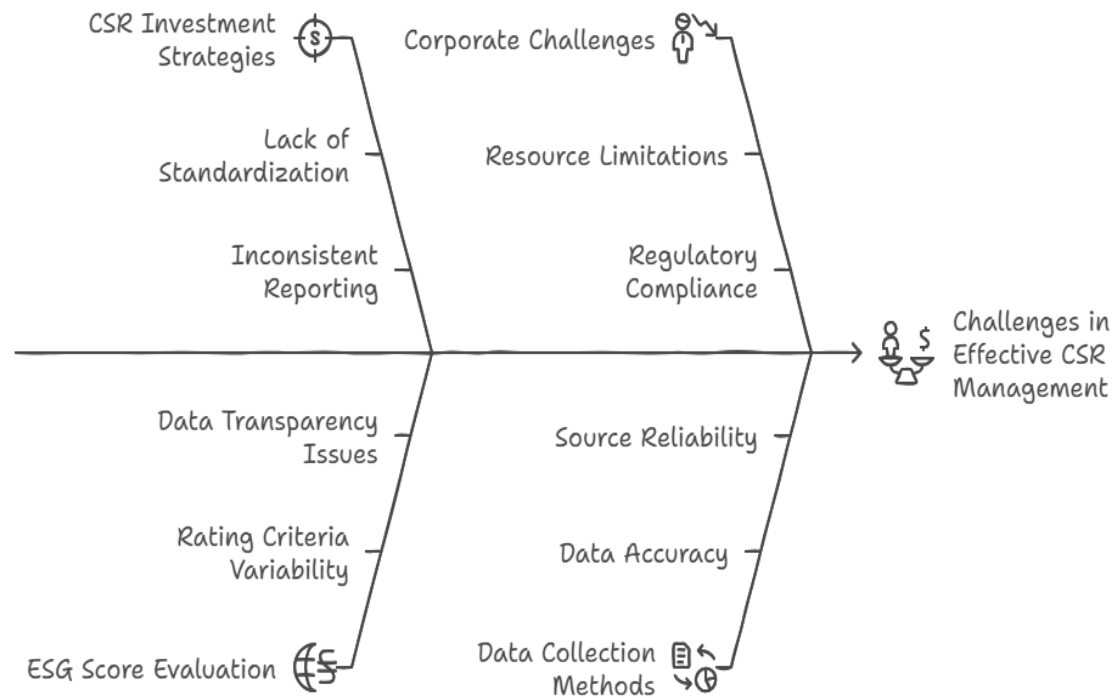 CSR Investment
Strategies
Corporate Challenges
Lack of
Standardization
Resource Limitations
Inconsistent
Reporting
Regulatory
Compliance
Challenges in
Effective CSR
Management
Data Transparency
Issues
Source Reliability
Rating Criteria
Variability
Data Accuracy
ESG Score Evaluation
Data Collection
Methods